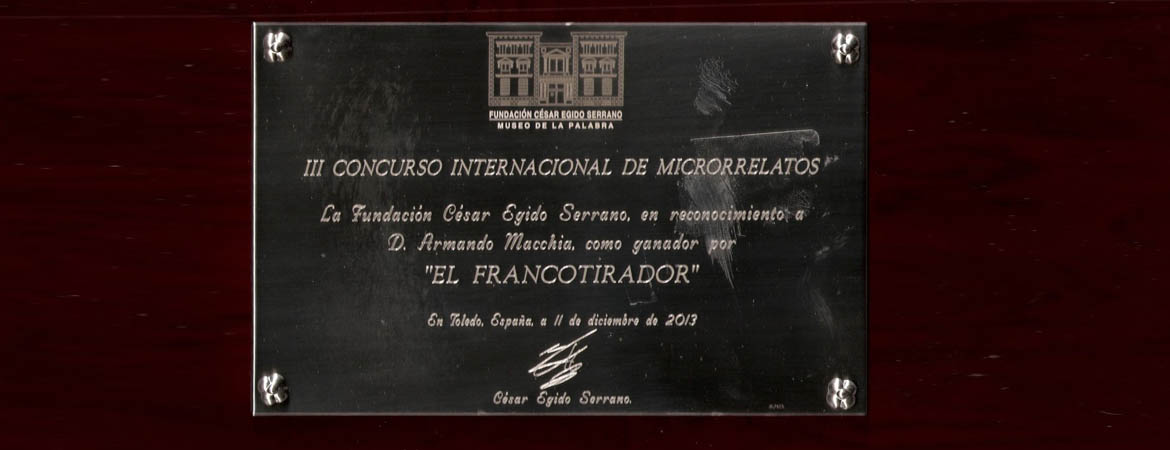 FUNDACIÓN CÉSAR EGIDO SERRANO
MUSEO DE LA PALABRA
III CONCURSO INTERNACIONAL DE MICRORRELATOS
La Fundación César Egido Serrano, en reconocimiento a
D. Armando Macchia, como ganador por
"EL FRANCOTIRADOR"
En Toledo, España, a 11 de diciembre de 2013
César Egido Serrano.